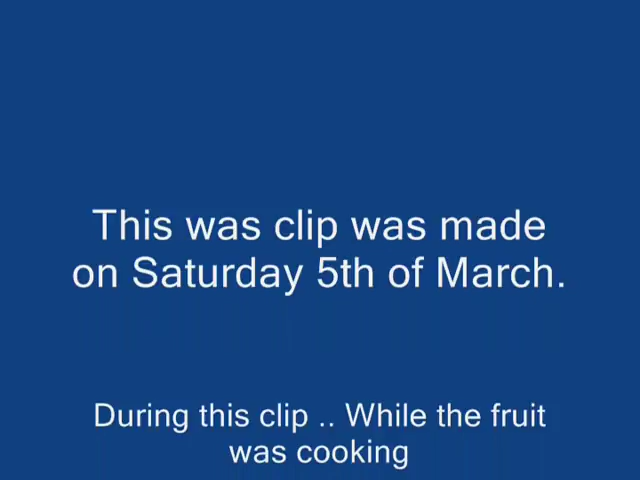 This was clip was made
on Saturday 5th of March.
During this clip .. While the fruit
was cooking